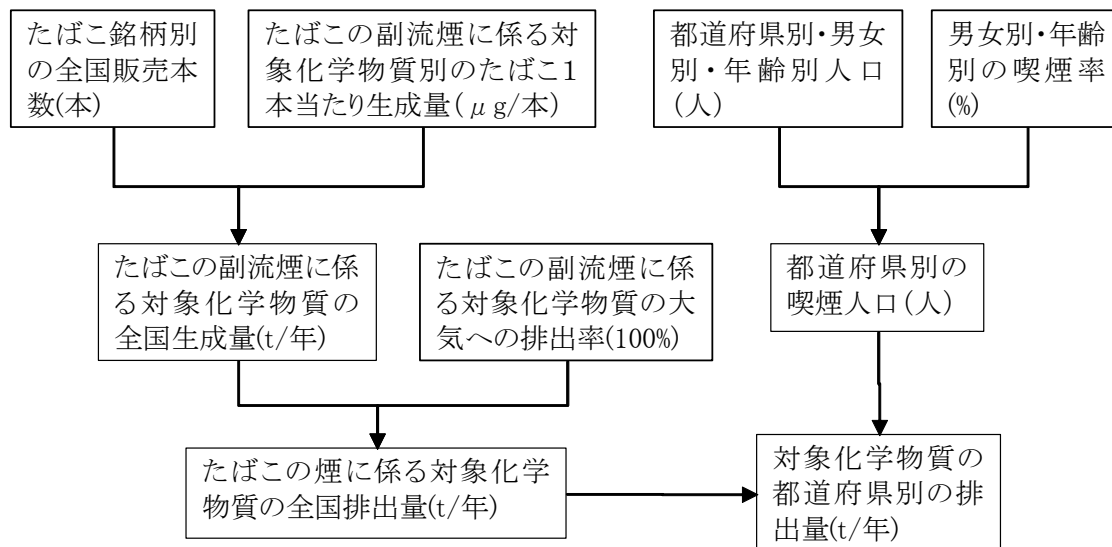 たばこ銘柄別
の全国販売本
数(本)
たばこの副流煙に係る対
象化学物質別のたばこ1
本当たり生成量(μg/本)
都道府県別・男女
別・年齢別人口
(人)
男女別・年齢
別の喫煙率
(%)
たばこの副流煙に係
る対象化学物質の
全国生成量(t/年)
たばこの副流煙に係
る対象化学物質の大
気への排出率(100%)
都道府県別の
喫煙人口(人)
たばこの煙に係る対象化学
物質の全国排出量(t/年)
対象化学物質の
都道府県別の排
出量(t/年)